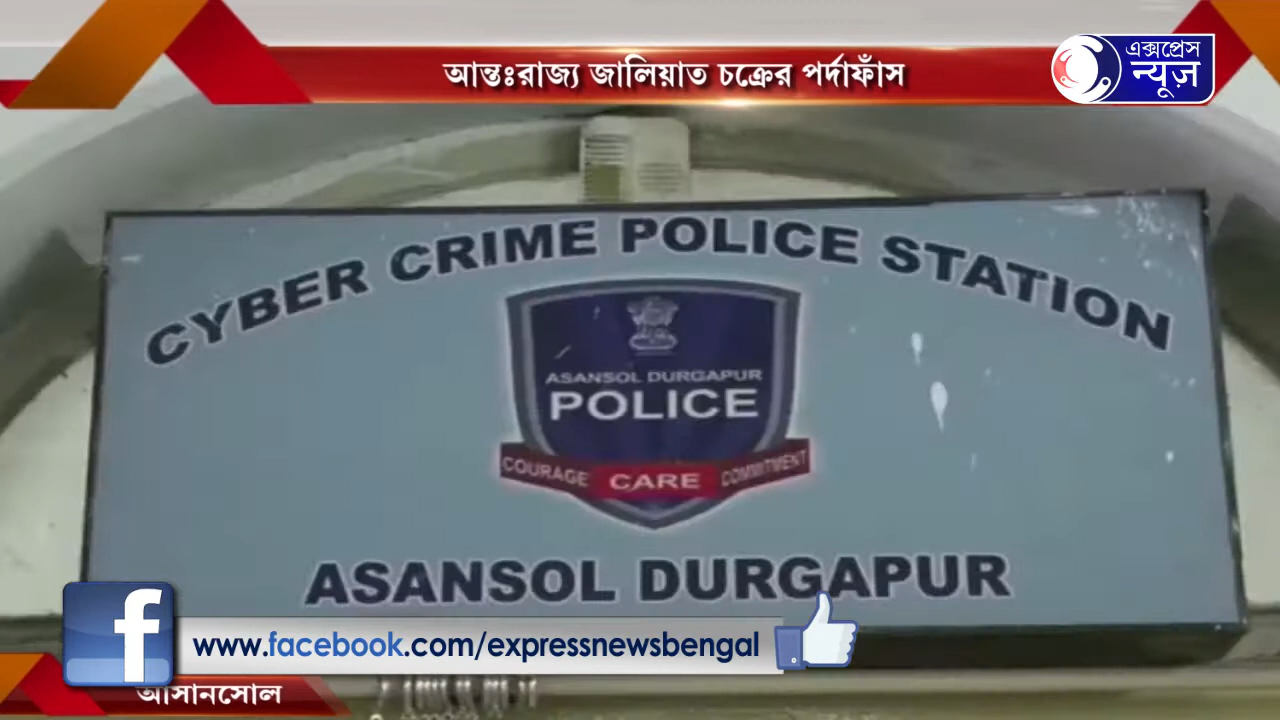 আন্তঃরাজ্য জালিয়াত চক্রের পর্দাফাঁস
এক্সপ্রেস
न्यूज़
CYBER CRIME POLICE STATION
ASANSOL DURGAPUR
POLICE
COURAGE CARE COMMITMENT
ASANSOL DURGAPUR
f
www.facebook.com/expressnewsbengal
আসানসোল